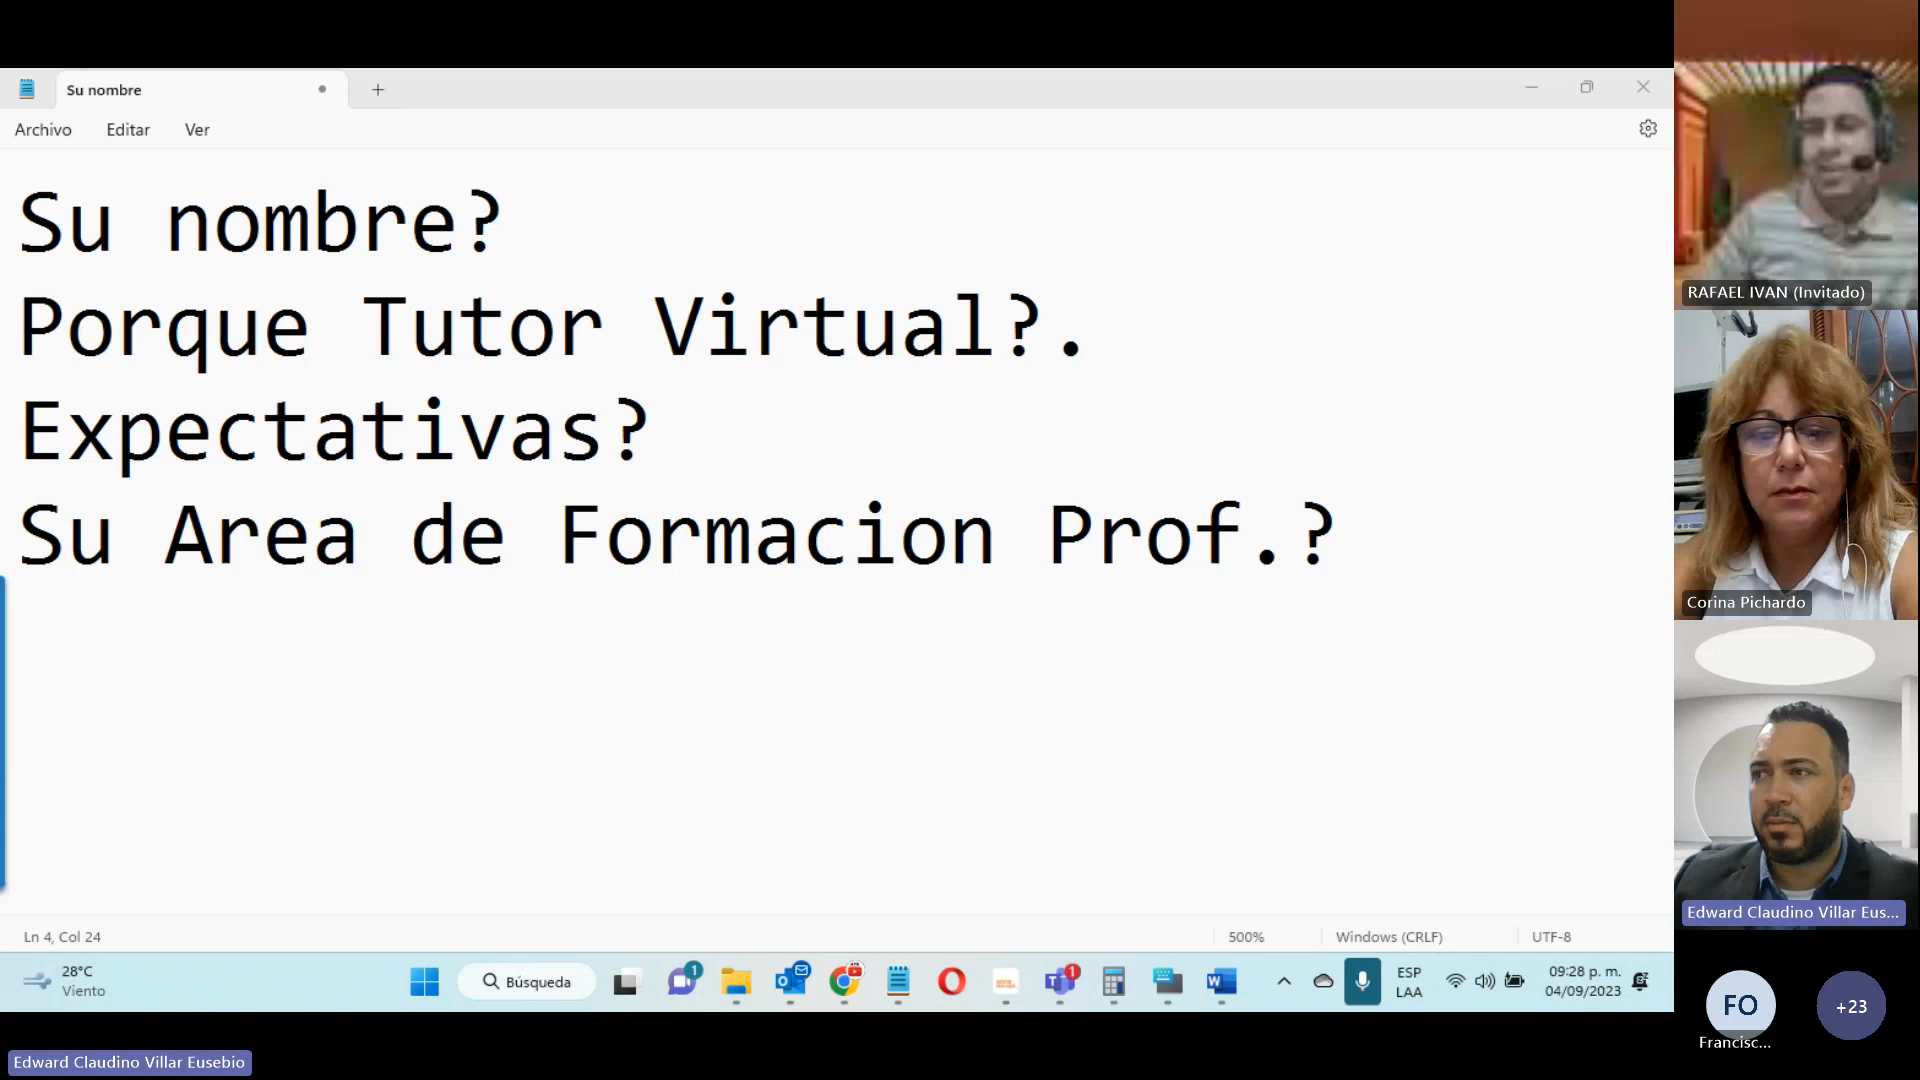 Su nombre
Archivo Editar Ver
Su nombre?
Porque Tutor Virtual?.
Expectativas?
Su Area de Formacion Prof.?
Ln 4, Col 24 500% Windows (CRLF) UTF-8
28°C
Viento
Búsqueda
1
1
ESP
LAA
09:28 p. m.
04/09/2023
Edward Claudino Villar Eusebio
RAFAEL IVAN (Invitado)
Corina Pichardo
Edward Claudino Villar Eus...
FO
Francisc...
+23